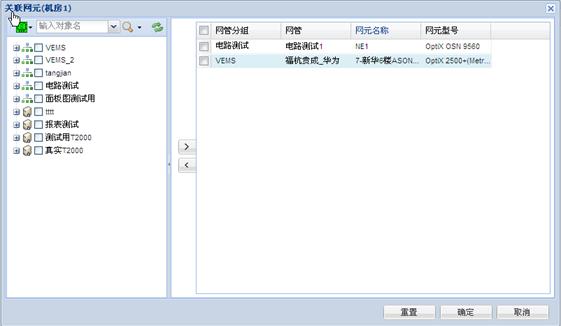 关联网元(机房1)
输入对象名
VEMS
VEMS_2
tangjian
电路测试
面板图测试用
tttt
报表测试
测试用T2000
真实T2000
>
<
网管分组 网管 网元名称 网元型号
电路测试 电路测试1 NE1 OptiX OSN 9560
VEMS 福杭贵成_华为 7-新华6楼ASON... OptiX 2500+(Metr...
重置 确定 取消